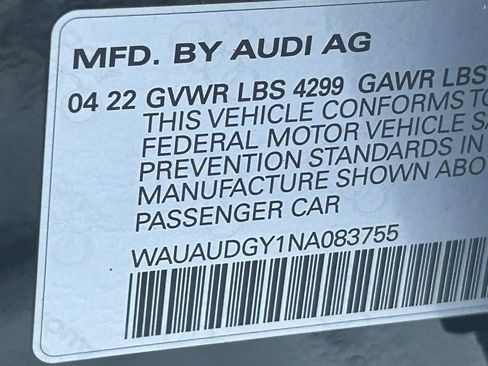 MFD. BY AUDI AG
04 22 GVWR LBS 4299 GAWR LBS
THIS VEHICLE CONFORMS TO
FEDERAL MOTOR VEHICLE SA
PREVENTION STANDARDS IN
MANUFACTURE SHOWN ABO
PASSENGER CAR
WAUAUDGY1NA083755